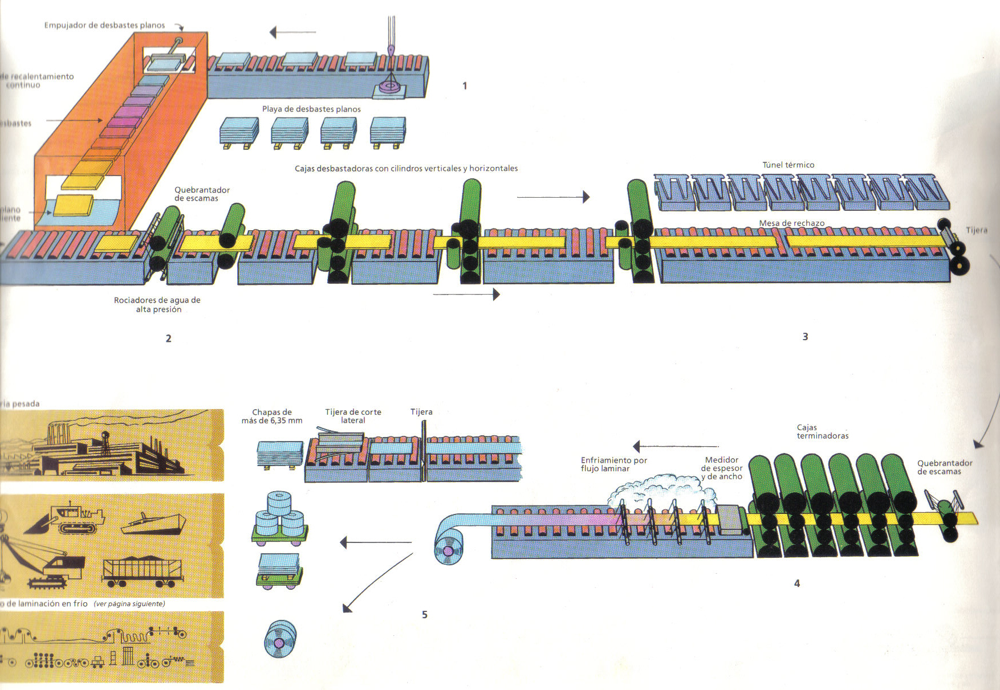 Empujador de desbastes planos
de recalentamiento
continuo
1
Playa de desbastes planos
Cajas desbastadoras con cilindros verticales y horizontales
Túnel térmico
Quebrantador
de escamas
plano
Mesa de rechazo
Tijera
Rociadores de agua de
alta presión
2
3
pesada
Chapas de
más de 6,35 mm
Tijera de corte
lateral
Tijera
Cajas
terminadoras
Enfriamiento por
flujo laminar
Medidor
de espesor
y de ancho
Quebrantador
de escamas
4
de laminación en frío (ver página siguiente)
5